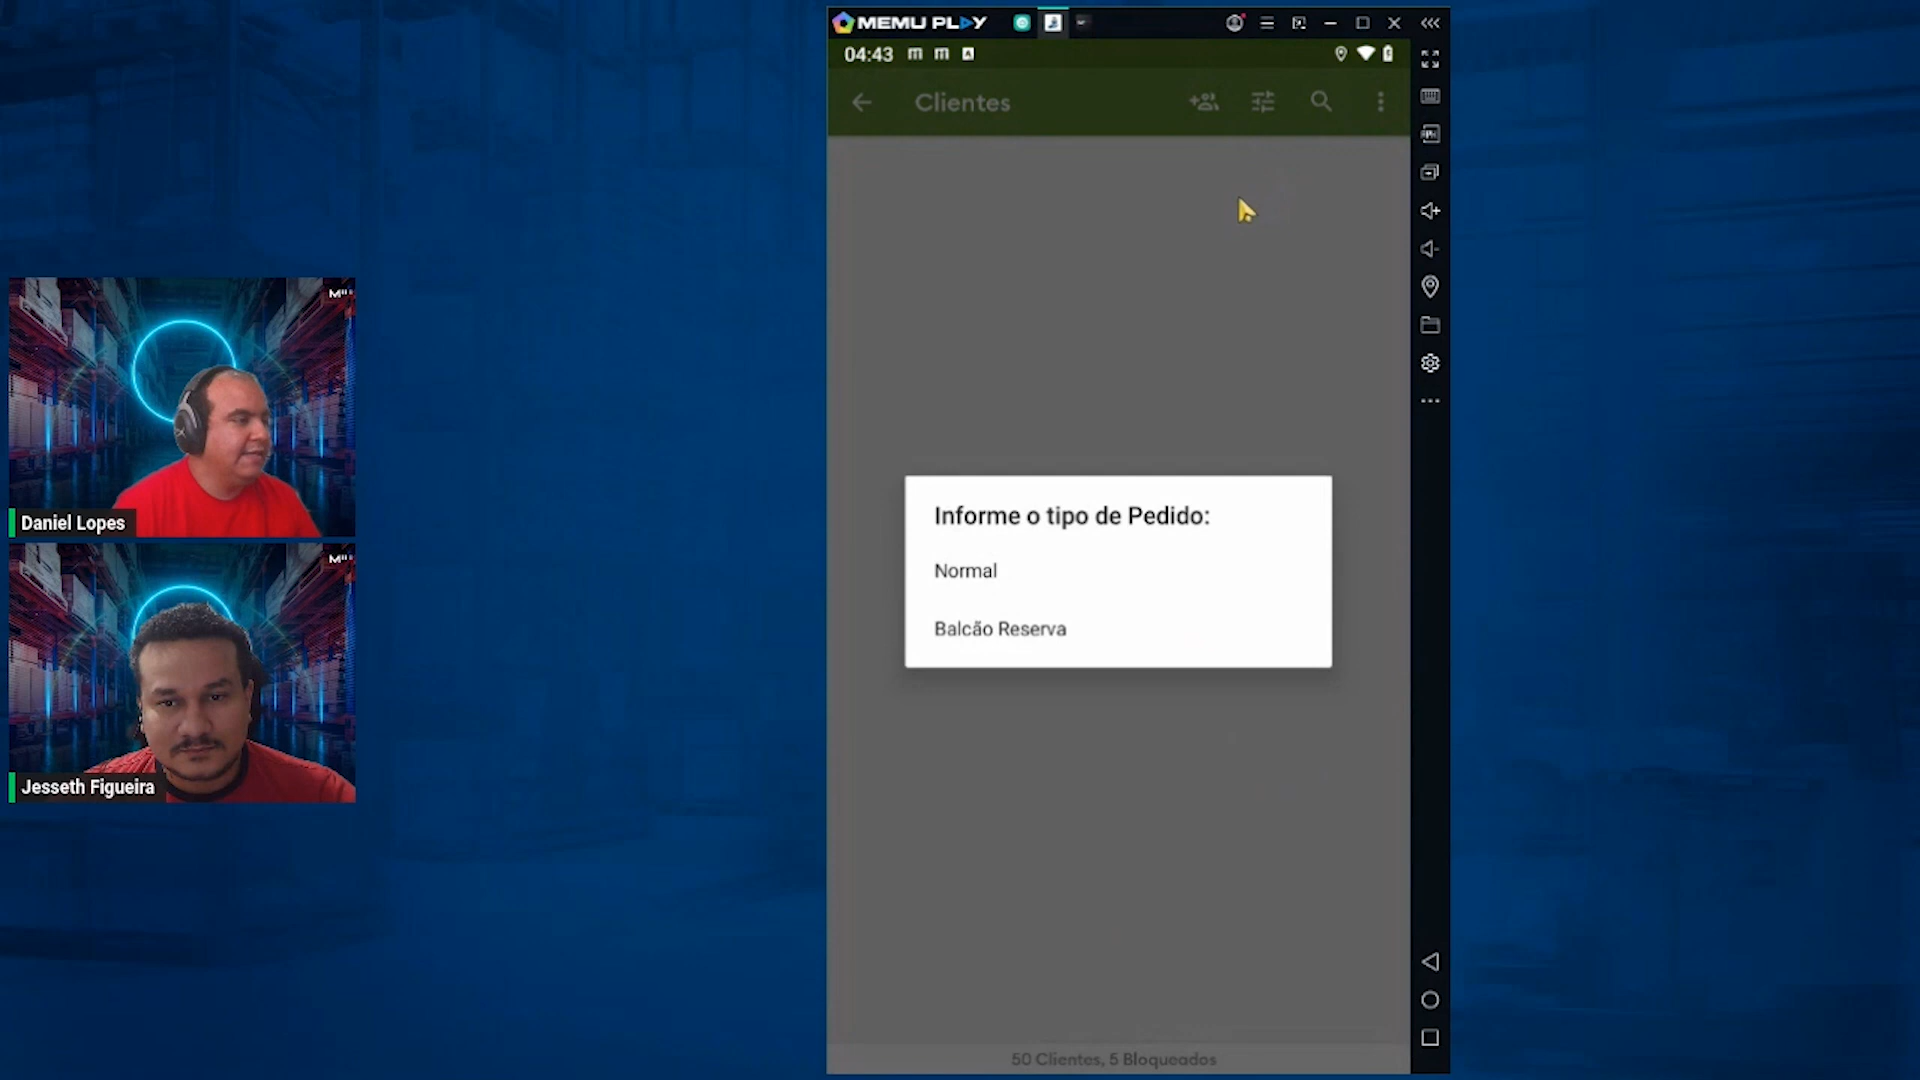 MEMU PLAY
04:43
Clientes
Informe o tipo de Pedido:
Normal
Balcão Reserva
50 Clientes, 5 Bloqueados
Daniel Lopes
Jesseth Figueira